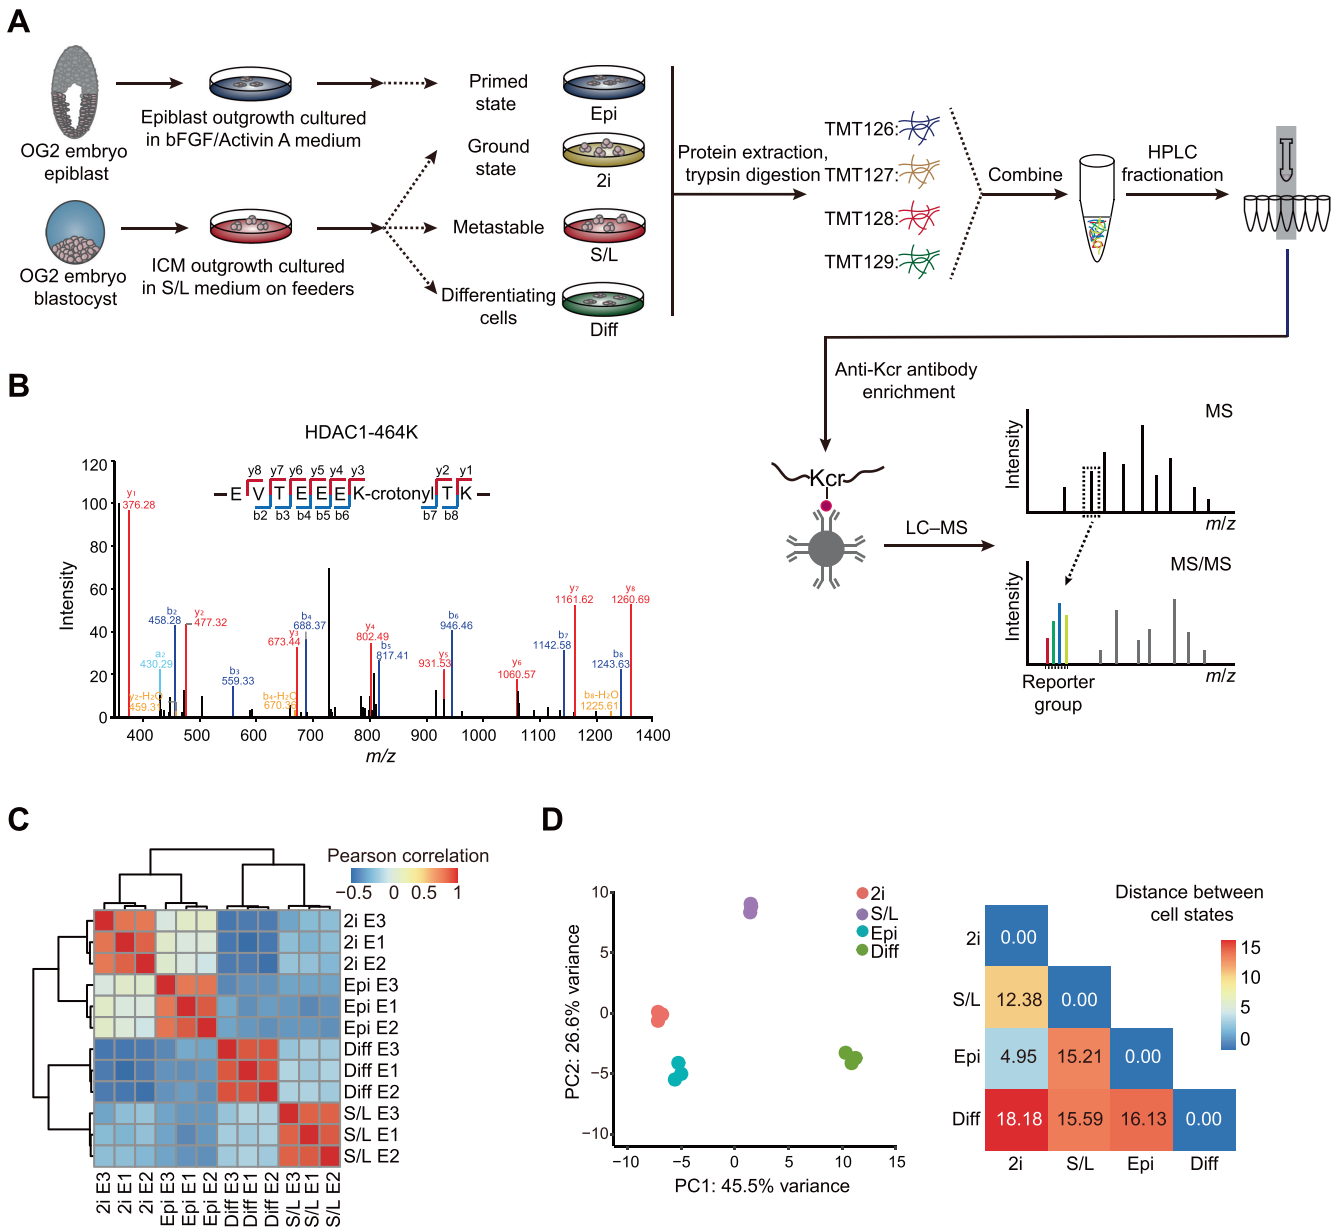 A
OG2 embryo
epiblast
Epiblast outgrowth cultured
in bFGF/Activin A medium
OG2 embryo
blastocyst
ICM outgrowth cultured
in S/L medium on feeders
Primed
state
Epi
Ground
state
2i
Metastable
S/L
Differentiating
cells
Diff
Protein extraction,
trypsin digestion
TMT126:
TMT127:
TMT128:
TMT129:
Combine
HPLC
fractionation
Anti-Kcr antibody
enrichment
Kcr
LC–MS
MS
Intensity
m/z
MS/MS
Intensity
m/z
Reporter
group
B
HDAC1-464K
y8 y7 y6 y5 y4 y3 y2 y1
E V T E E E K-crotonyl T K
b2 b3 b4 b5 b6 b7 b8
Intensity
120
100
80
60
40
20
0
y₁
376.28
b₂
458.28
y₂
477.32
a₂
430.29
y₂-H₂O
459.31
b₃
559.33
b₄
688.37
y₃
673.44
b₄-H₂O
670.36
y₄
802.49
b₅
817.41
b₆
946.46
y₅
931.53
y₆
1060.57
y₇
1161.62
b₇
1142.58
y₈
1260.69
b₈
1243.63
b₈-H₂O
1225.61
400 600 600 700 800 900 1000 1100 1200 1400
m/z
C
Pearson correlation
−0.5 0 0.5 1
2i E3
2i E1
2i E2
Epi E3
Epi E1
Epi E2
Diff E3
Diff E1
Diff E2
S/L E3
S/L E1
S/L E2
2i E3
2i E1
2i E2
Epi E3
Epi E1
Epi E2
Diff E3
Diff E1
Diff E2
S/L E3
S/L E1
S/L E2
D
PC2: 26.6% variance
10
5
0
−5
−10
−10 −5 0 5 10 15
PC1: 45.5% variance
2i
S/L
Epi
Diff
Distance between
cell states
15
10
5
0
2i 0.00
S/L 12.38 0.00
Epi 4.95 15.21 0.00
Diff 18.18 15.59 16.13 0.00
2i S/L Epi Diff